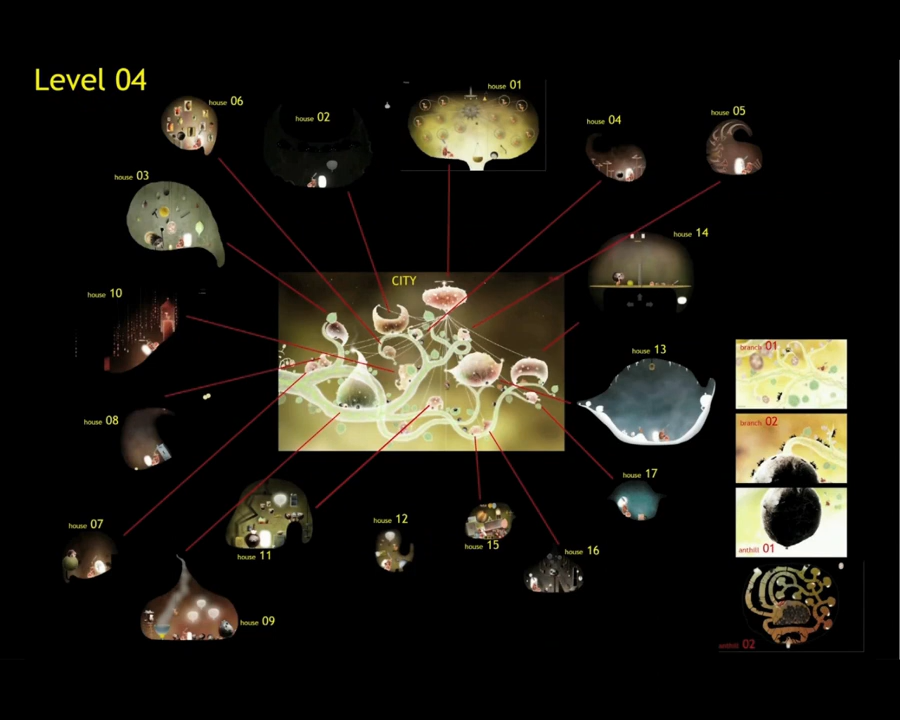 Level 04
house 06
house 02
house 01
house 04
house 05
house 03
house 14
CITY
house 10
branch 01
house 13
branch 02
house 08
house 17
house 07
house 11
house 12
house 15
house 16
anthill 01
house 09
anthill 02